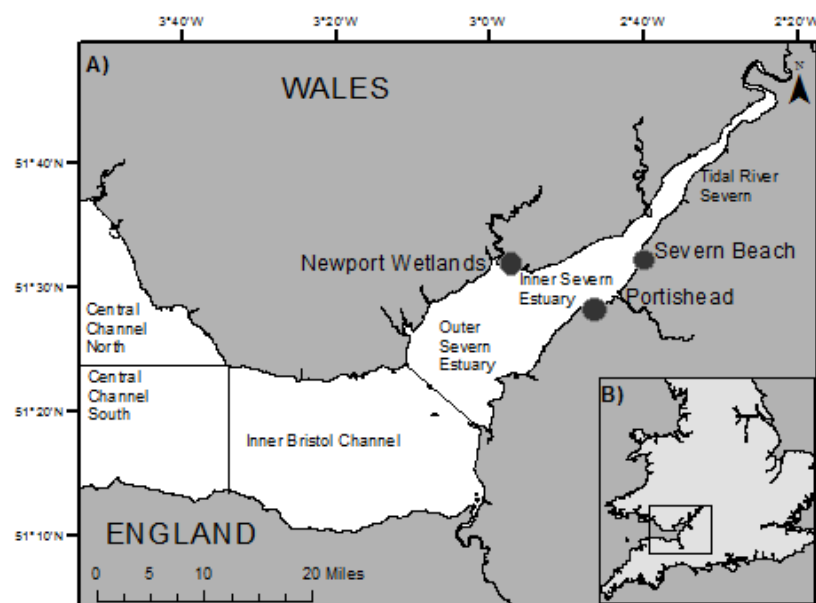 3°40'W 3°20'W 3°0'W 2°40'W 2°20'W
A)
N
WALES
51°40'N
Tidal River
Severn
Severn Beach
Newport Wetlands
Inner Severn
Estuary
51°30'N
Portishead
Central
Channel
North
Outer
Severn
Estuary
Central
Channel
South
51°20'N
B)
Inner Bristol Channel
51°10'N
ENGLAND
0 5 10 20 Miles